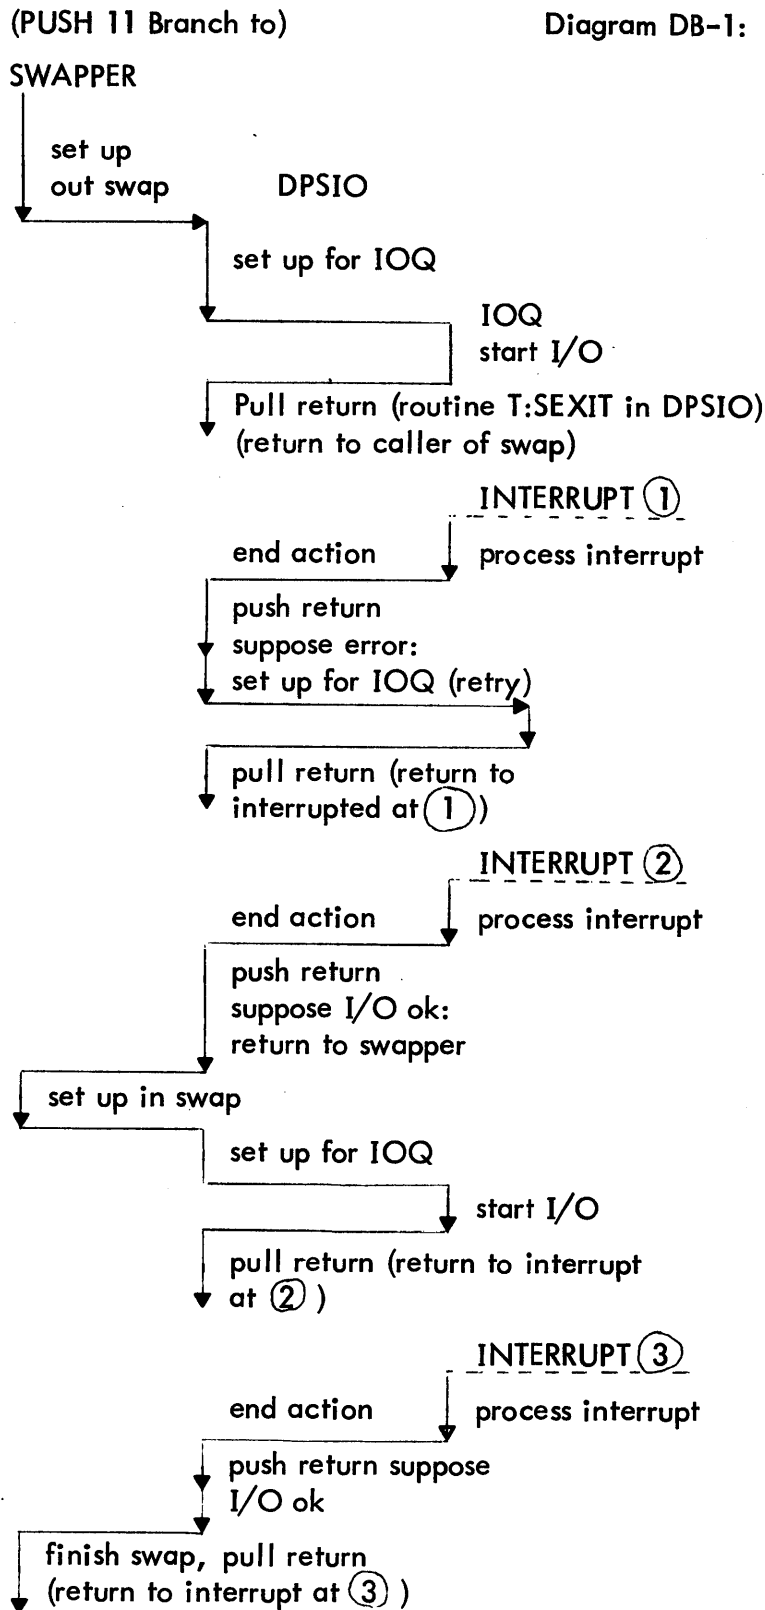 (PUSH 11 Branch to) Diagram DB-1:
SWAPPER
set up
out swap DPSIO
set up for IOQ
IOQ
start I/O
Pull return (routine T:SEXIT in DPSIO)
(return to caller of swap)
INTERRUPT 1
end action process interrupt
push return
suppose error:
set up for IOQ (retry)
pull return (return to
interrupted at 1))
INTERRUPT 2
end action process interrupt
push return
suppose I/O ok:
return to swapper
set up in swap
set up for IOQ
start I/O
pull return (return to interrupt
at 2 )
INTERRUPT 3
end action process interrupt
push return suppose
I/O ok
finish swap, pull return
(return to interrupt at 3 )